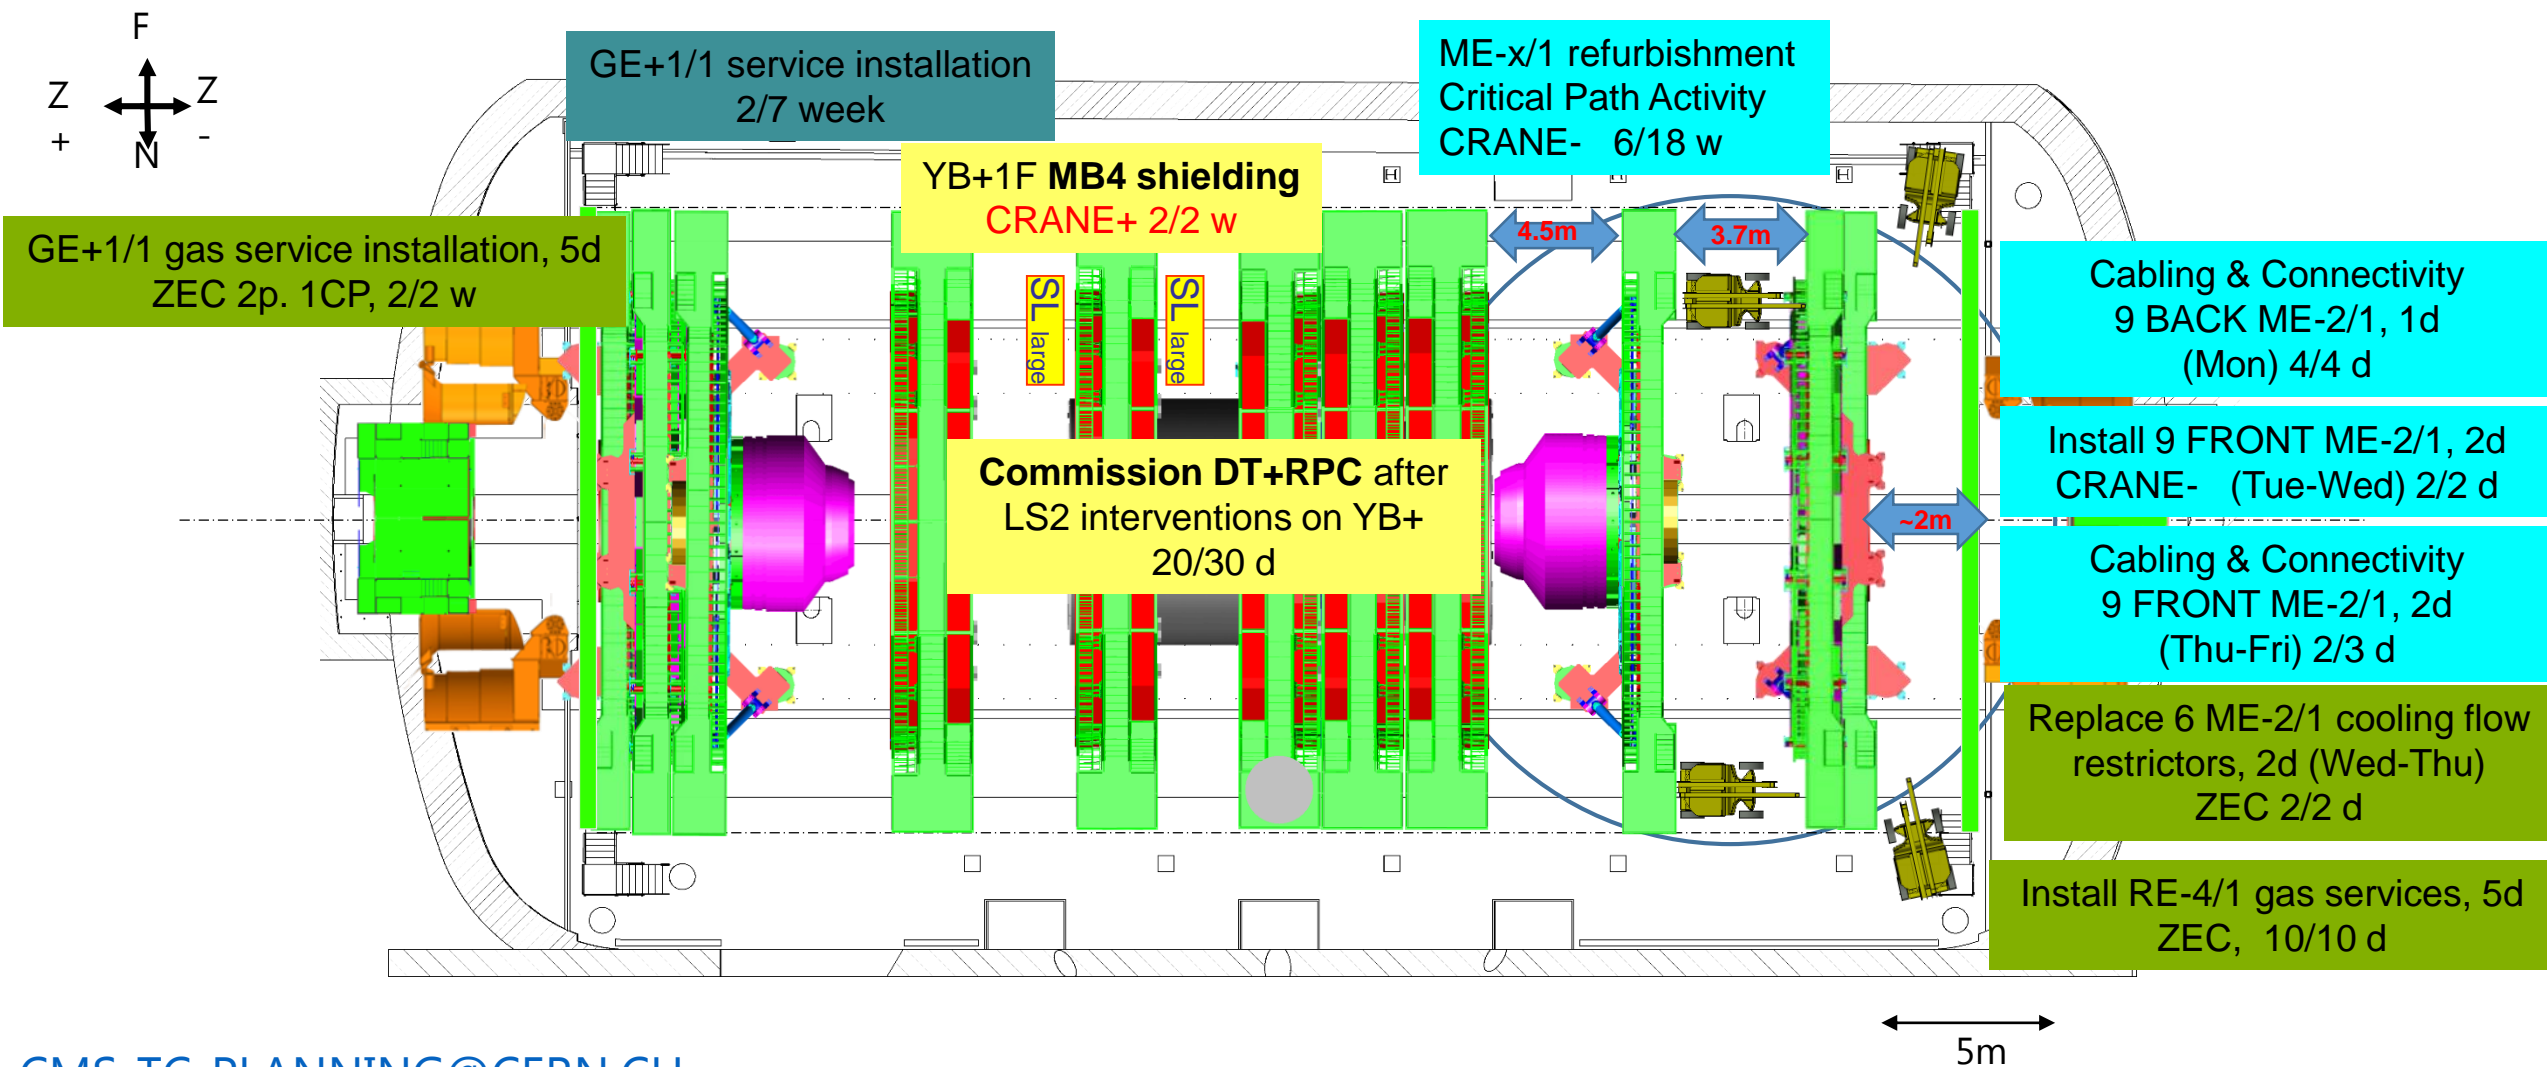 F
Z
Z
+
-
N
GE+1/1 service installation
2/7 week
ME-x/1 refurbishment
Critical Path Activity
CRANE- 6/18 w
YB+1F MB4 shielding
CRANE+ 2/2 w
GE+1/1 gas service installation, 5d
ZEC 2p. 1CP, 2/2 w
4.5m
3.7m
H
H
SL large
SL large
Cabling & Connectivity
9 BACK ME-2/1, 1d
(Mon) 4/4 d
Install 9 FRONT ME-2/1, 2d
CRANE- (Tue-Wed) 2/2 d
~2m
Commission DT+RPC after
LS2 interventions on YB+
20/30 d
Cabling & Connectivity
9 FRONT ME-2/1, 2d
(Thu-Fri) 2/3 d
Replace 6 ME-2/1 cooling flow
restrictors, 2d (Wed-Thu)
ZEC 2/2 d
Install RE-4/1 gas services, 5d
ZEC, 10/10 d
5m
CMS_TC_PLANNING@CERN.CH